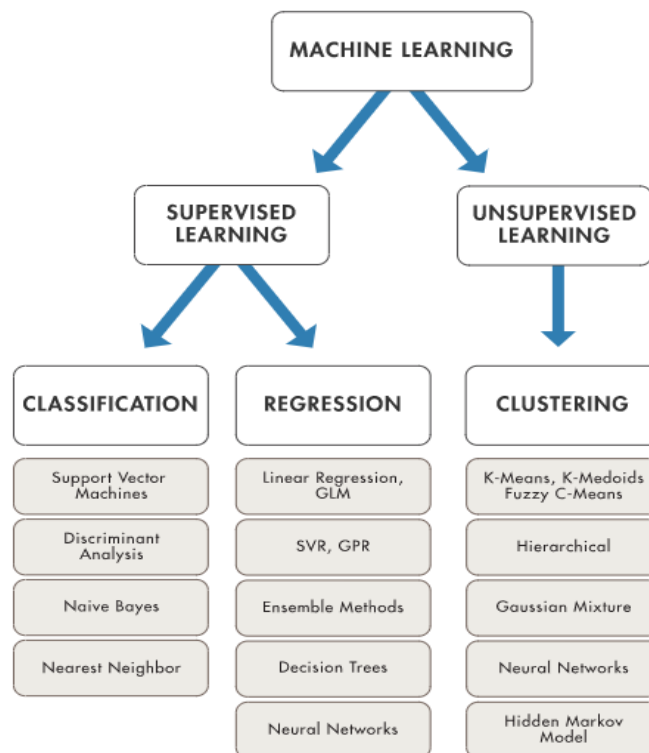 MACHINE LEARNING
SUPERVISED
LEARNING
UNSUPERVISED
LEARNING
CLASSIFICATION
REGRESSION
CLUSTERING
Support Vector
Machines
Discriminant
Analysis
Naive Bayes
Nearest Neighbor
Linear Regression,
GLM
SVR, GPR
Ensemble Methods
Decision Trees
Neural Networks
K-Means, K-Medoids
Fuzzy C-Means
Hierarchical
Gaussian Mixture
Neural Networks
Hidden Markov
Model